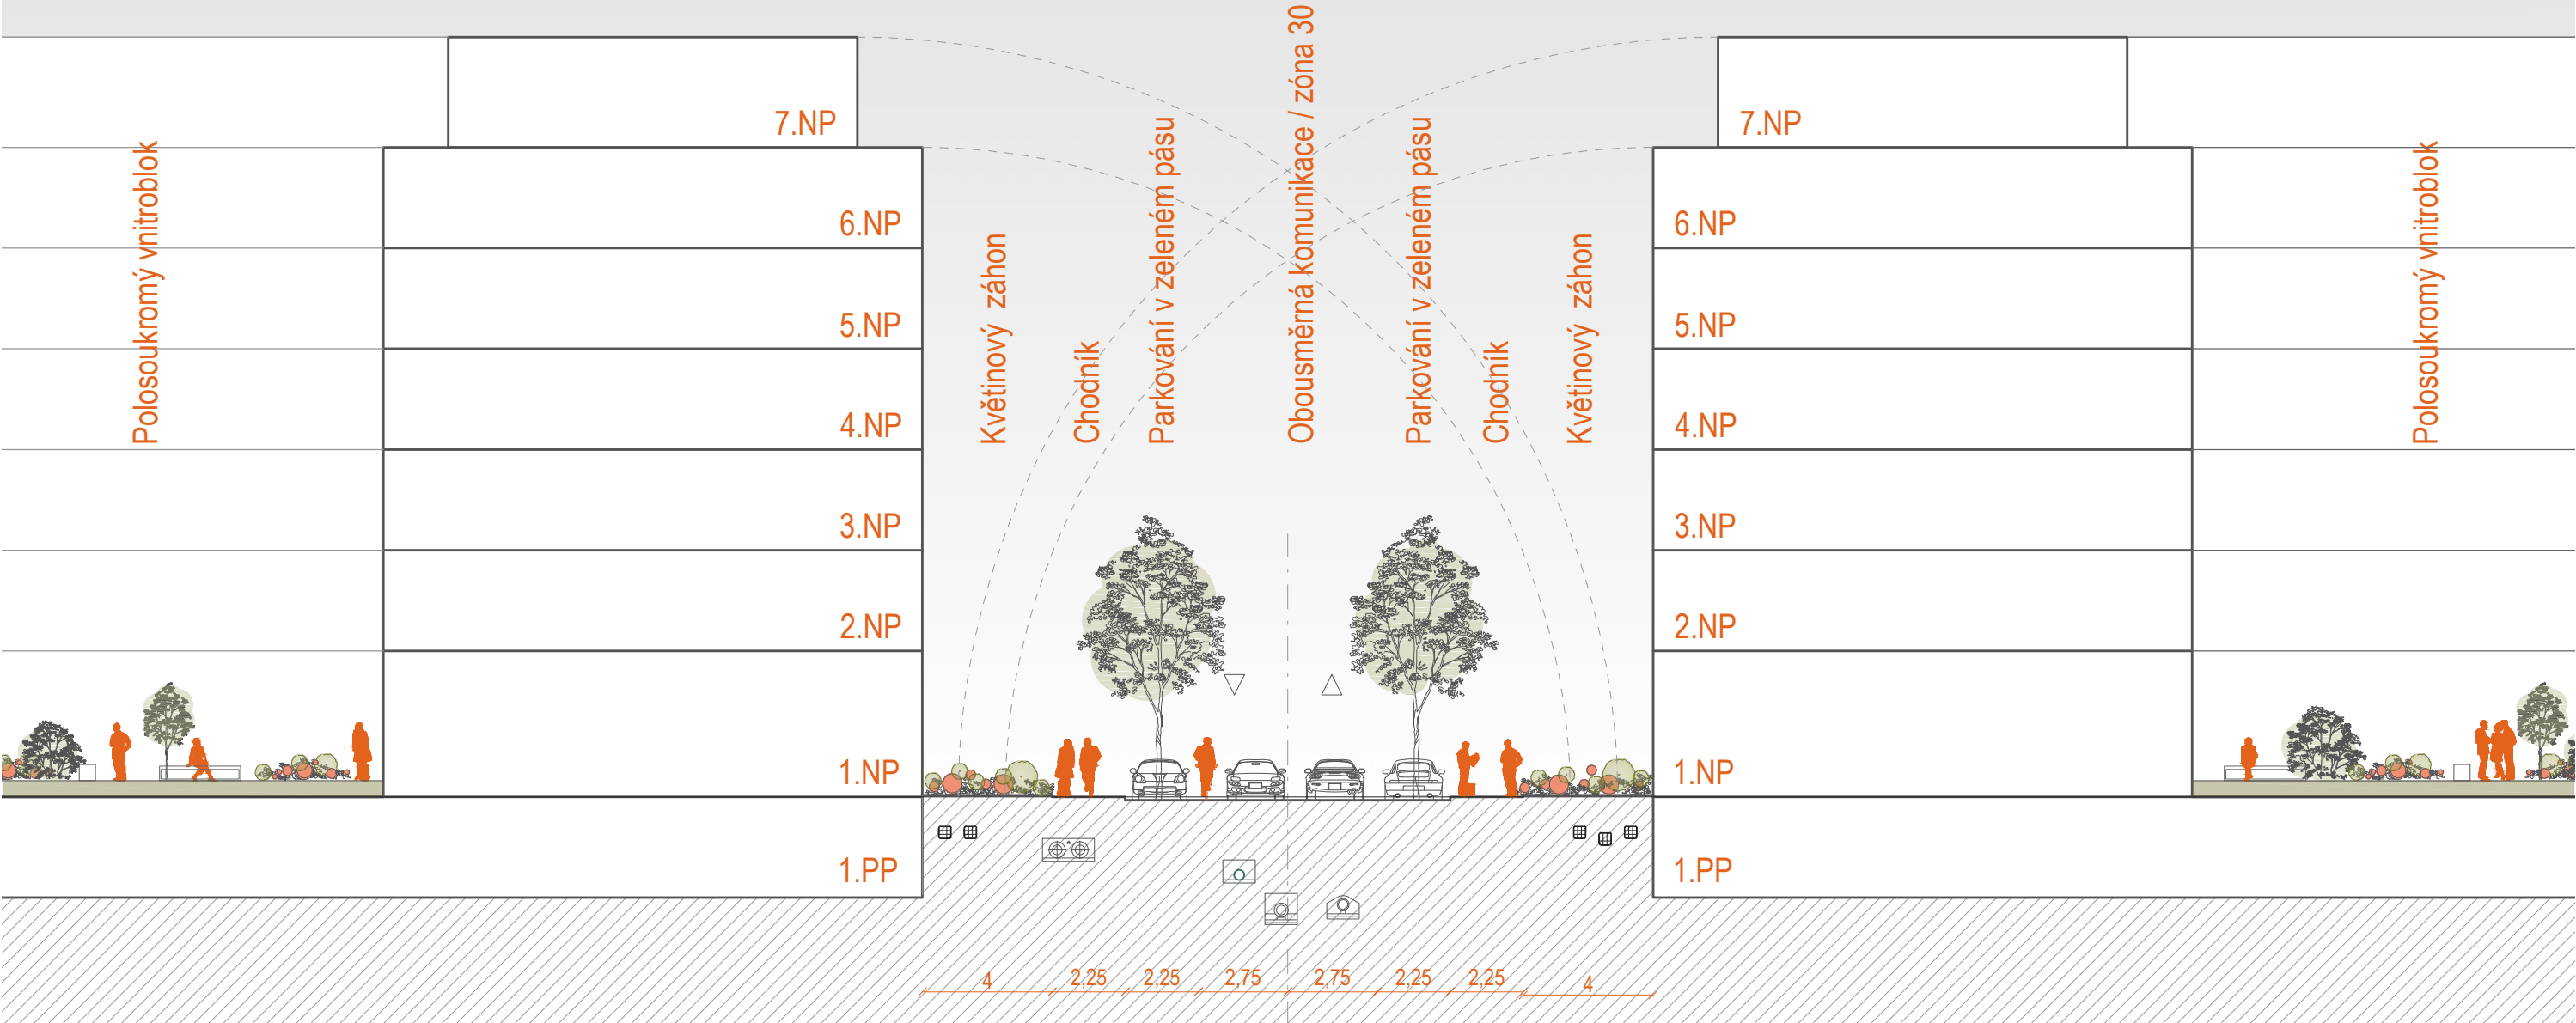 Polosoukromý vnitroblok
7.NP
6.NP
5.NP
4.NP
3.NP
2.NP
1.NP
1.PP
Květinový záhon
Chodník
Parkování v zeleném pásu
Obousměrná komunikace / zóna 30
Parkování v zeleném pásu
Chodník
Květinový záhon
7.NP
6.NP
5.NP
4.NP
3.NP
2.NP
1.NP
1.PP
Polosoukromý vnitroblok
4 2,25 2,25 2,75 2,75 2,25 2,25 4